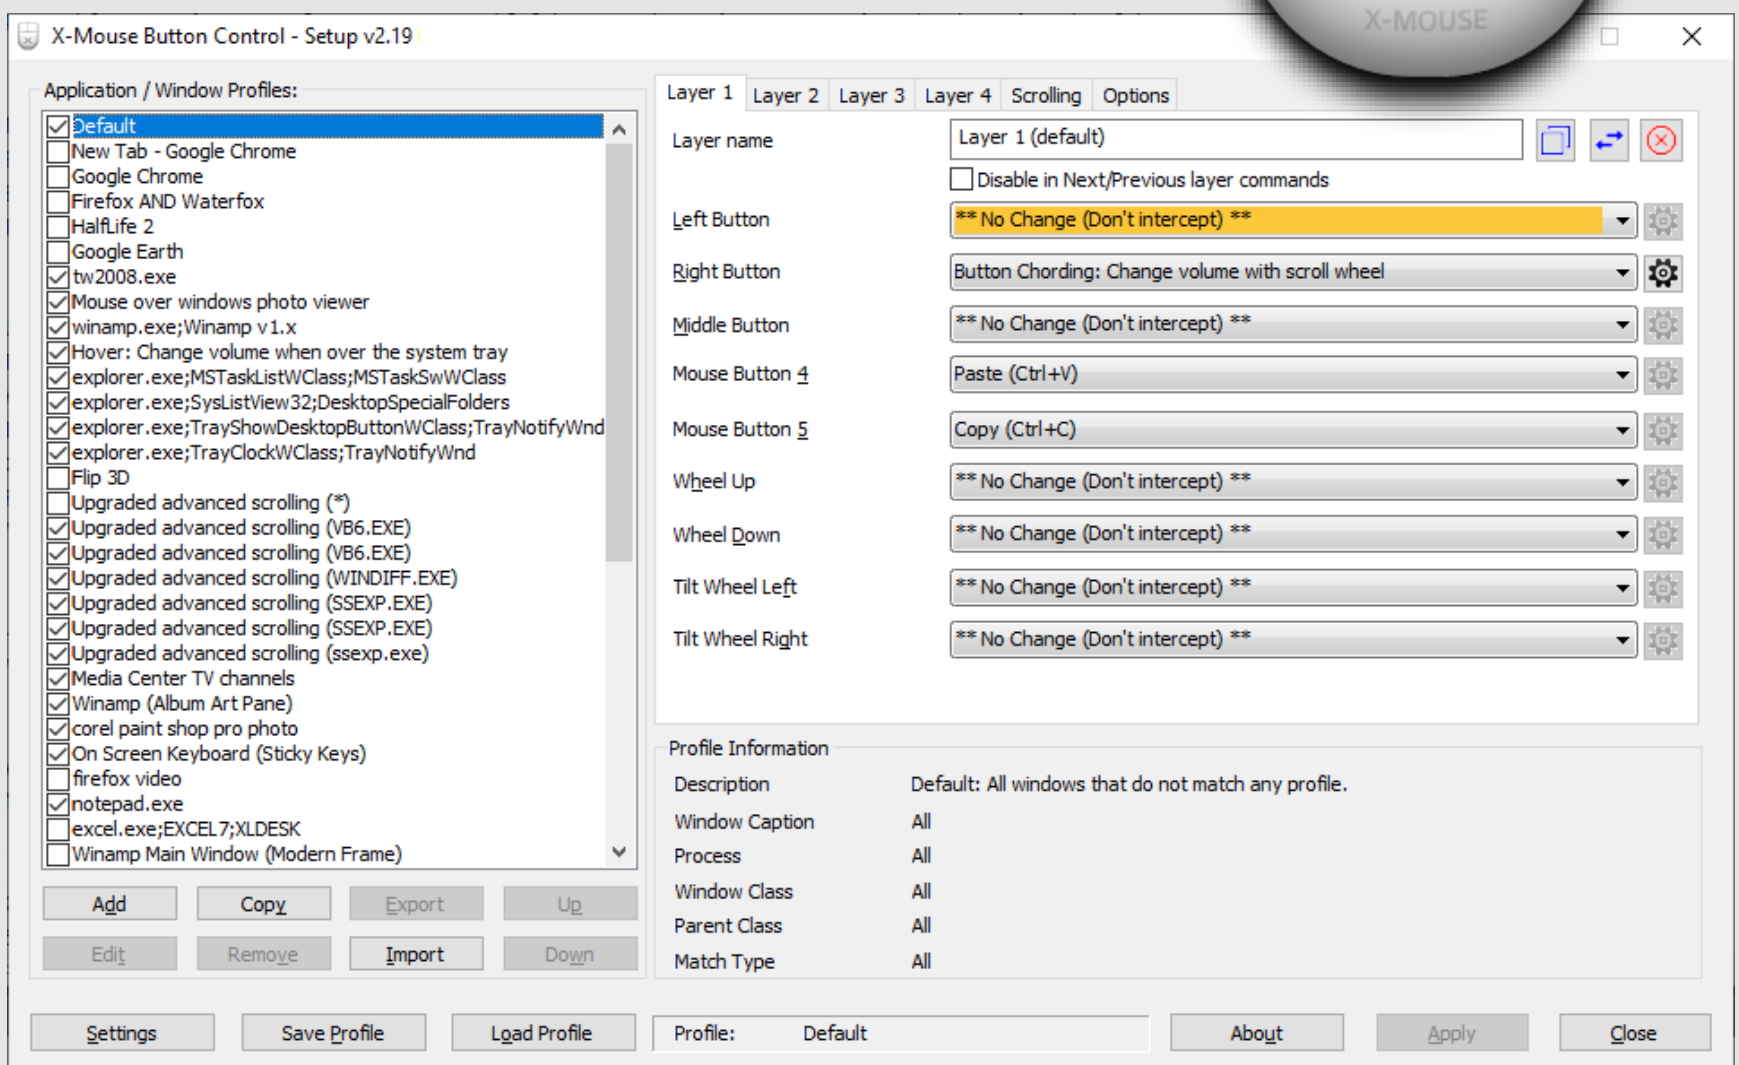 X-MOUSE
X-Mouse Button Control - Setup v2.19
Application / Window Profiles:
Default
New Tab - Google Chrome
Google Chrome
Firefox AND Waterfox
HalfLife 2
Google Earth
tw2008.exe
Mouse over windows photo viewer
winamp.exe;Winamp v1.x
Hover: Change volume when over the system tray
explorer.exe;MSTaskListWClass;MSTaskSwWClass
explorer.exe;SysListView32;DesktopSpecialFolders
explorer.exe;TrayShowDesktopButtonWClass;TrayNotifyWnd
explorer.exe;TrayClockWClass;TrayNotifyWnd
Flip 3D
Upgraded advanced scrolling (*)
Upgraded advanced scrolling (VB6.EXE)
Upgraded advanced scrolling (VB6.EXE)
Upgraded advanced scrolling (WINDIFF.EXE)
Upgraded advanced scrolling (SSEXP.EXE)
Upgraded advanced scrolling (SSEXP.EXE)
Upgraded advanced scrolling (ssexp.exe)
Media Center TV channels
Winamp (Album Art Pane)
corel paint shop pro photo
On Screen Keyboard (Sticky Keys)
firefox video
notepad.exe
excel.exe;EXCEL7;XLDESK
Winamp Main Window (Modern Frame)
Add Copy Export Up
Edit Remove Import Down
Layer 1 Layer 2 Layer 3 Layer 4 Scrolling Options
Layer name Layer 1 (default)
Disable in Next/Previous layer commands
Left Button ** No Change (Don't intercept) **
Right Button Button Chording: Change volume with scroll wheel
Middle Button ** No Change (Don't intercept) **
Mouse Button 4 Paste (Ctrl+V)
Mouse Button 5 Copy (Ctrl+C)
Wheel Up ** No Change (Don't intercept) **
Wheel Down ** No Change (Don't intercept) **
Tilt Wheel Left ** No Change (Don't intercept) **
Tilt Wheel Right ** No Change (Don't intercept) **
Profile Information
Description Default: All windows that do not match any profile.
Window Caption All
Process All
Window Class All
Parent Class All
Match Type All
Settings Save Profile Load Profile Profile: Default About Apply Close